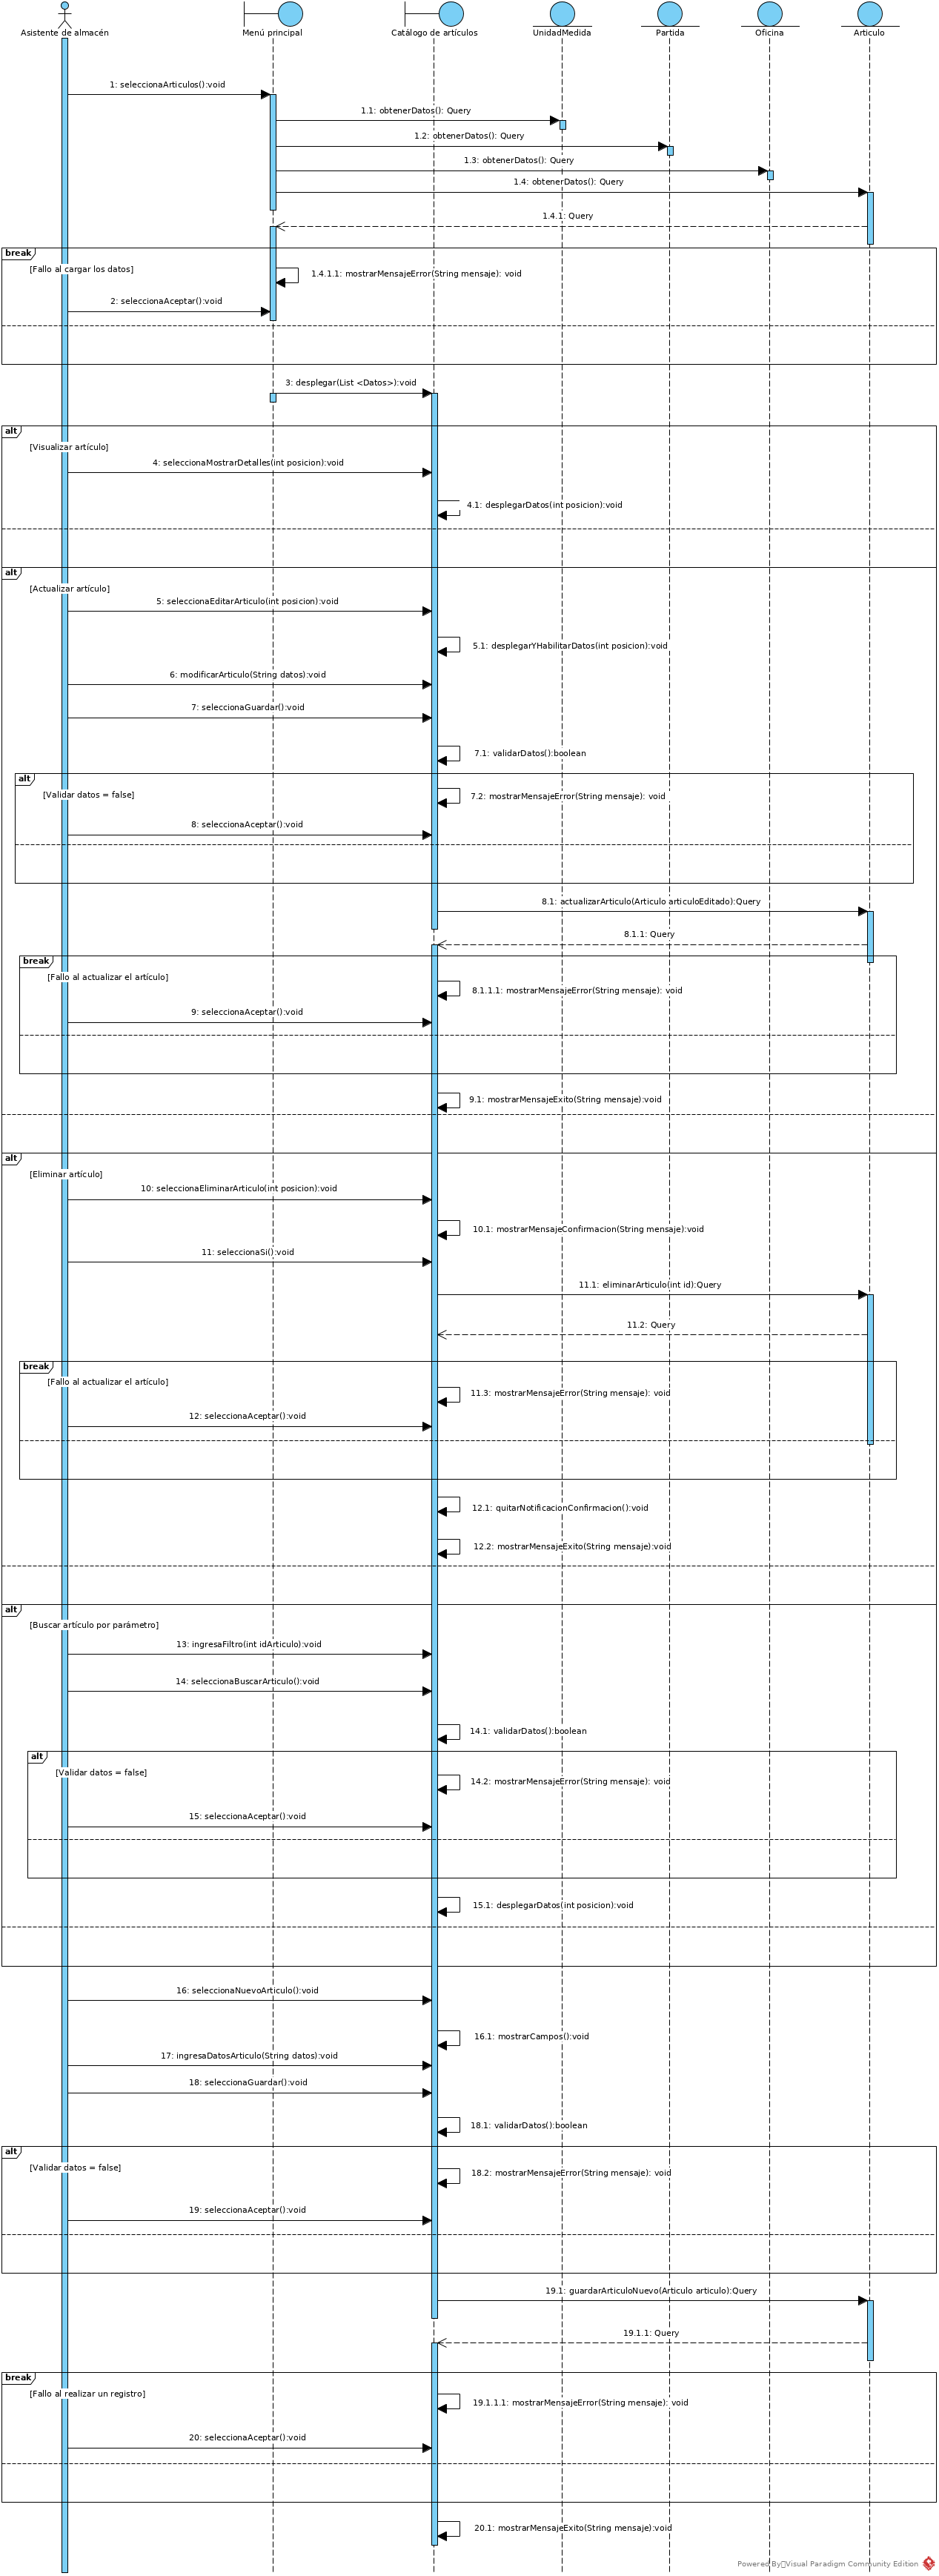 Asistente de almacén
Menú principal
Catálogo de artículos
UnidadMedida
Partida
Oficina
Articulo
1: seleccionaArticulos():void
1.1: obtenerDatos(): Query
1.2: obtenerDatos(): Query
1.3: obtenerDatos(): Query
1.4: obtenerDatos(): Query
1.4.1: Query
break
[Fallo al cargar los datos]
1.4.1.1: mostrarMensajeError(String mensaje): void
2: seleccionaAceptar():void
3: desplegar(List <Datos>):void
alt
[Visualizar artículo]
4: seleccionaMostrarDetalles(int posicion):void
4.1: desplegarDatos(int posicion):void
alt
[Actualizar artículo]
5: seleccionaEditarArticulo(int posicion):void
5.1: desplegarYHabilitarDatos(int posicion):void
6: modificarArticulo(String datos):void
7: seleccionaGuardar():void
7.1: validarDatos():boolean
alt
[Validar datos = false]
7.2: mostrarMensajeError(String mensaje): void
8: seleccionaAceptar():void
8.1: actualizarArticulo(Articulo articuloEditado):Query
8.1.1: Query
break
[Fallo al actualizar el artículo]
8.1.1.1: mostrarMensajeError(String mensaje): void
9: seleccionaAceptar():void
9.1: mostrarMensajeExito(String mensaje):void
alt
[Eliminar artículo]
10: seleccionaEliminarArticulo(int posicion):void
10.1: mostrarMensajeConfirmacion(String mensaje):void
11: seleccionaSi():void
11.1: eliminarArticulo(int id):Query
11.2: Query
break
[Fallo al actualizar el artículo]
11.3: mostrarMensajeError(String mensaje): void
12: seleccionaAceptar():void
12.1: quitarNotificacionConfirmacion():void
12.2: mostrarMensajeExito(String mensaje):void
alt
[Buscar artículo por parámetro]
13: ingresaFiltro(int idArticulo):void
14: seleccionaBuscarArticulo():void
14.1: validarDatos():boolean
alt
[Validar datos = false]
14.2: mostrarMensajeError(String mensaje): void
15: seleccionaAceptar():void
15.1: desplegarDatos(int posicion):void
16: seleccionaNuevoArticulo():void
16.1: mostrarCampos():void
17: ingresaDatosArticulo(String datos):void
18: seleccionaGuardar():void
18.1: validarDatos():boolean
alt
[Validar datos = false]
18.2: mostrarMensajeError(String mensaje): void
19: seleccionaAceptar():void
19.1: guardarArticuloNuevo(Articulo articulo):Query
19.1.1: Query
break
[Fallo al realizar un registro]
19.1.1.1: mostrarMensajeError(String mensaje): void
20: seleccionaAceptar():void
20.1: mostrarMensajeExito(String mensaje):void
Powered By Visual Paradigm Community Edition